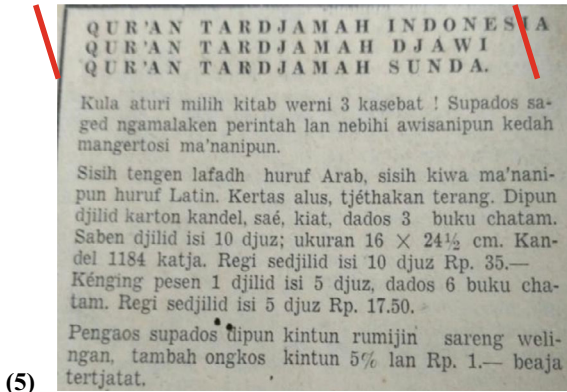 QUR'AN TARDJAMAH INDONESIA
QUR'AN TARDJAMAH DJAWI
QUR'AN TARDJAMAH SUNDA.
Kula aturi milih kitab werni 3 kasebat ! Supados sa-
ged ngamalaken perintah lan nebihi awisanipun kedah
mangertosi ma'nanipun.
Sisih tengen lafadh huruf Arab, sisih kiwa ma'nani-
pun huruf Latin. Kertas alus, tjéthakan terang. Dipun
djilid karton kandel, saé, kiat, dados 3 buku chatam.
Saben djilid isi 10 djuz; ukuran 16 × 24½ cm. Kan-
del 1184 katja. Regi sedjilid isi 10 djuz Rp. 35.—
Kénging pesen 1 djilid isi 5 djuz, dados 6 buku cha-
tam. Regi sedjilid isi 5 djuz Rp. 17.50.
Pengaos supados dipun kintun rumijin sareng weli-
ngan, tambah ongkos kintun 5% lan Rp. 1.— beaja
tertjatat.
(5)